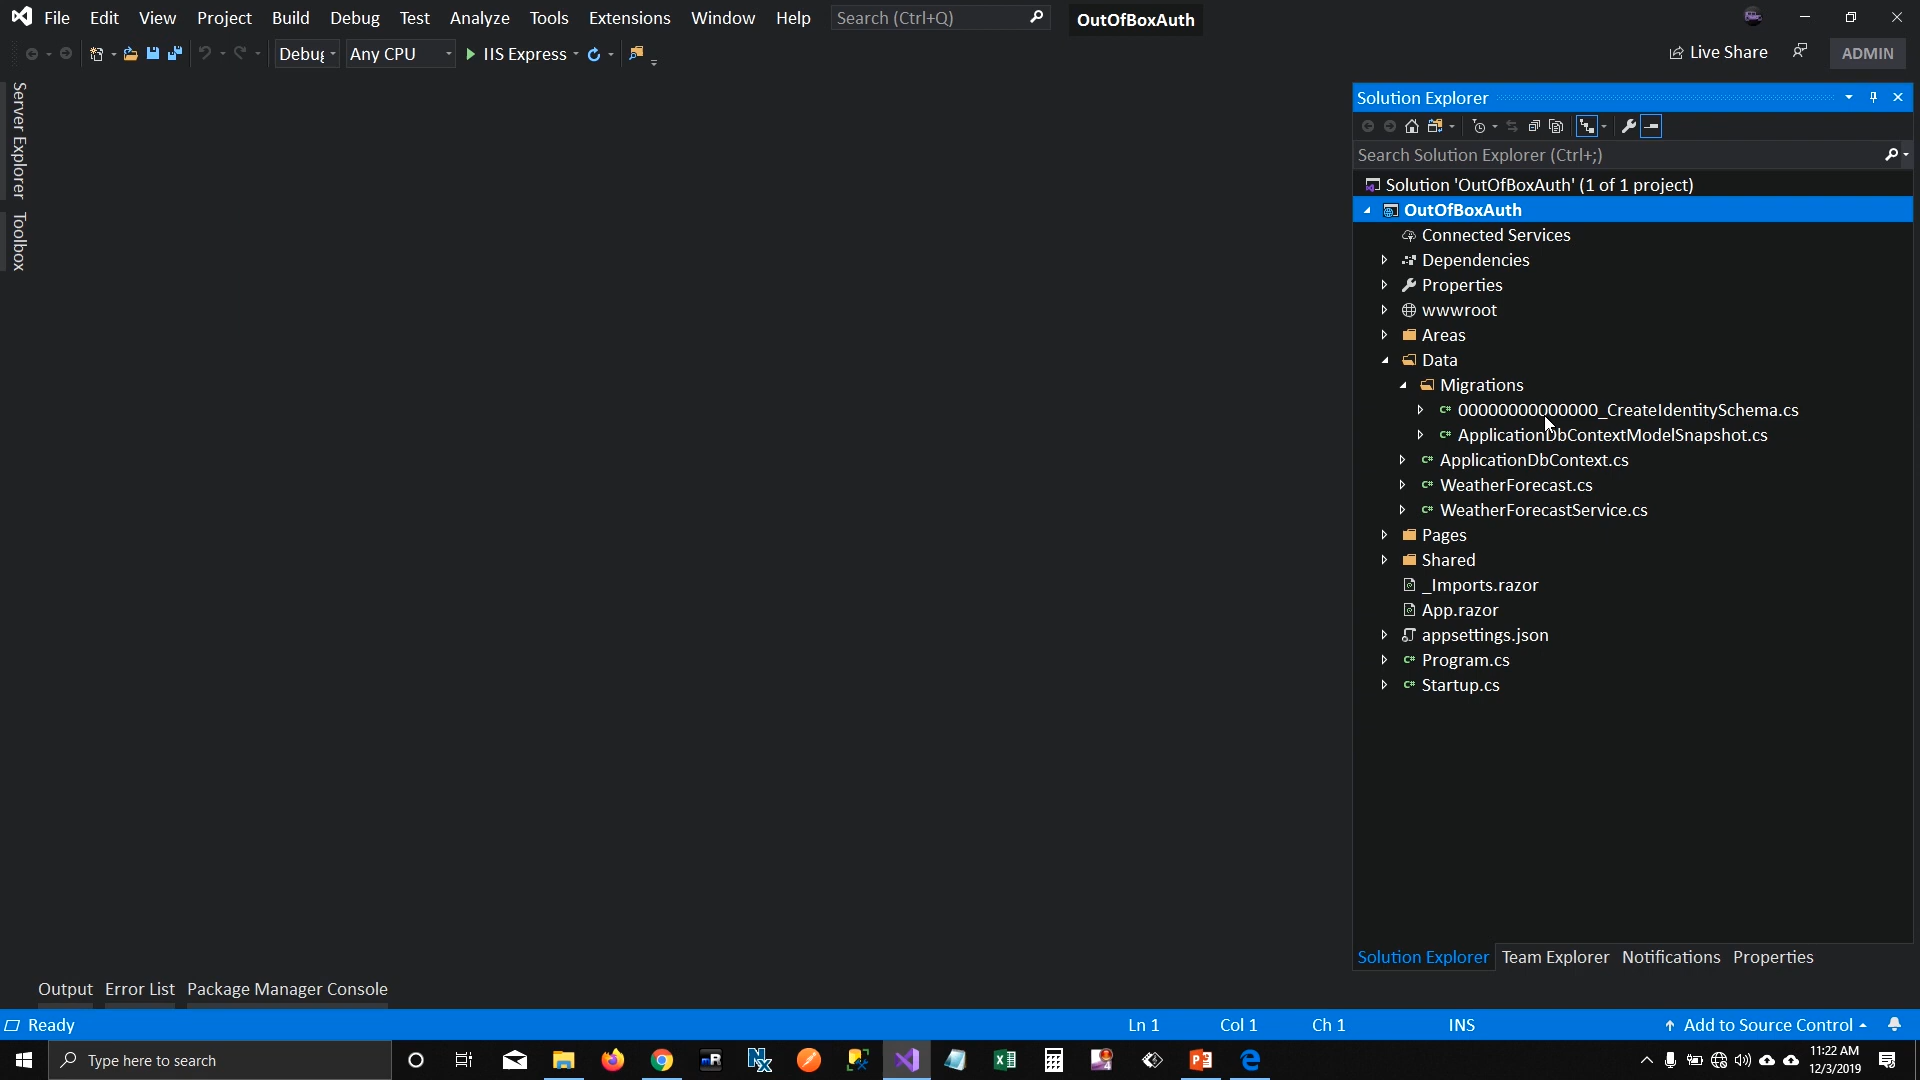 File Edit View Project Build Debug Test Analyze Tools Extensions Window Help Search (Ctrl+Q) OutOfBoxAuth
Debug Any CPU IIS Express Live Share ADMIN
Server Explorer
Toolbox
Solution Explorer
Search Solution Explorer (Ctrl+;)
Solution 'OutOfBoxAuth' (1 of 1 project)
OutOfBoxAuth
Connected Services
Dependencies
Properties
wwwroot
Areas
Data
Migrations
00000000000000_CreateIdentitySchema.cs
ApplicationDbContextModelSnapshot.cs
ApplicationDbContext.cs
WeatherForecast.cs
WeatherForecastService.cs
Pages
Shared
_Imports.razor
App.razor
appsettings.json
Program.cs
Startup.cs
Solution Explorer Team Explorer Notifications Properties
Output Error List Package Manager Console
Ready Ln 1 Col 1 Ch 1 INS Add to Source Control
Type here to search
11:22 AM
12/3/2019